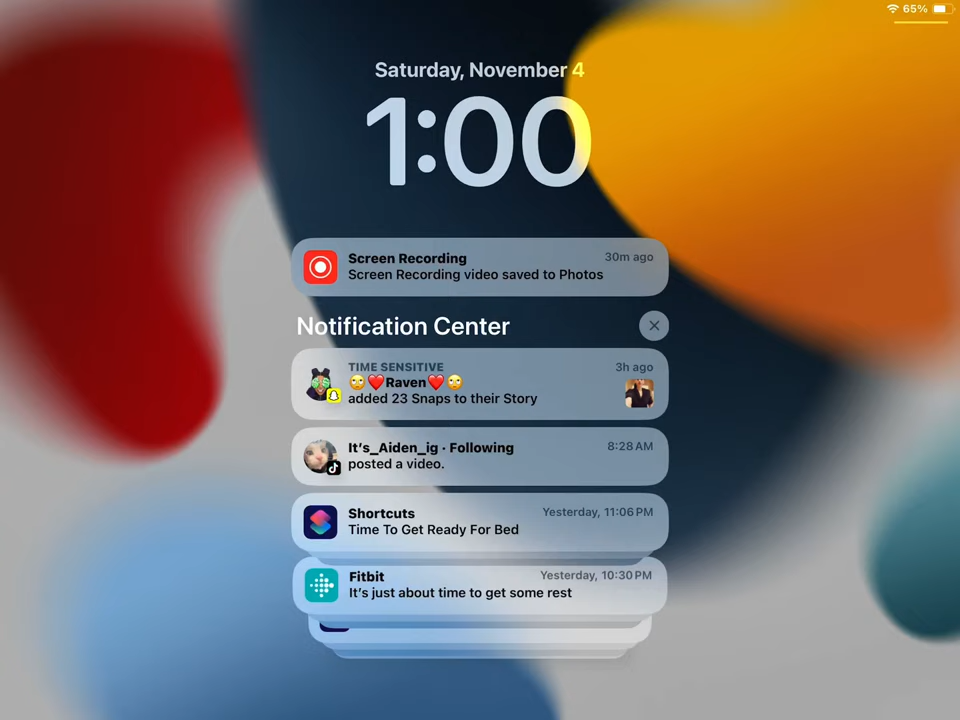 65%
Saturday, November 4
1:00
Screen Recording 30m ago
Screen Recording video saved to Photos
Notification Center
TIME SENSITIVE 3h ago
🙄❤️Raven❤️🙄
added 23 Snaps to their Story
It's_Aiden_ig · Following 8:28 AM
posted a video.
Shortcuts Yesterday, 11:06 PM
Time To Get Ready For Bed
Fitbit Yesterday, 10:30 PM
It's just about time to get some rest